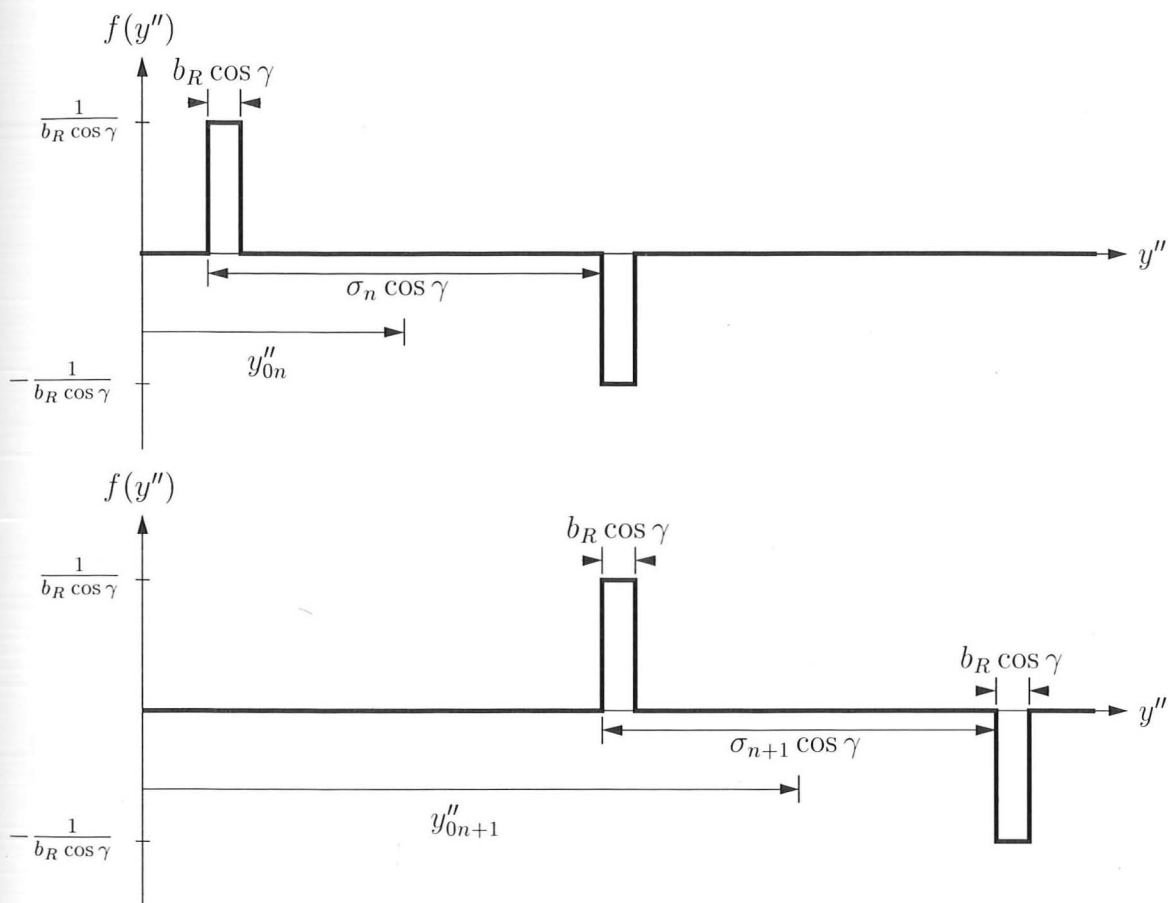 f(y″)
b_R cos γ
1/(b_R cos γ)
y″
σ_n cos γ
y″_{0n}
−1/(b_R cos γ)
f(y″)
b_R cos γ
1/(b_R cos γ)
b_R cos γ
y″
σ_{n+1} cos γ
y″_{0n+1}
−1/(b_R cos γ)